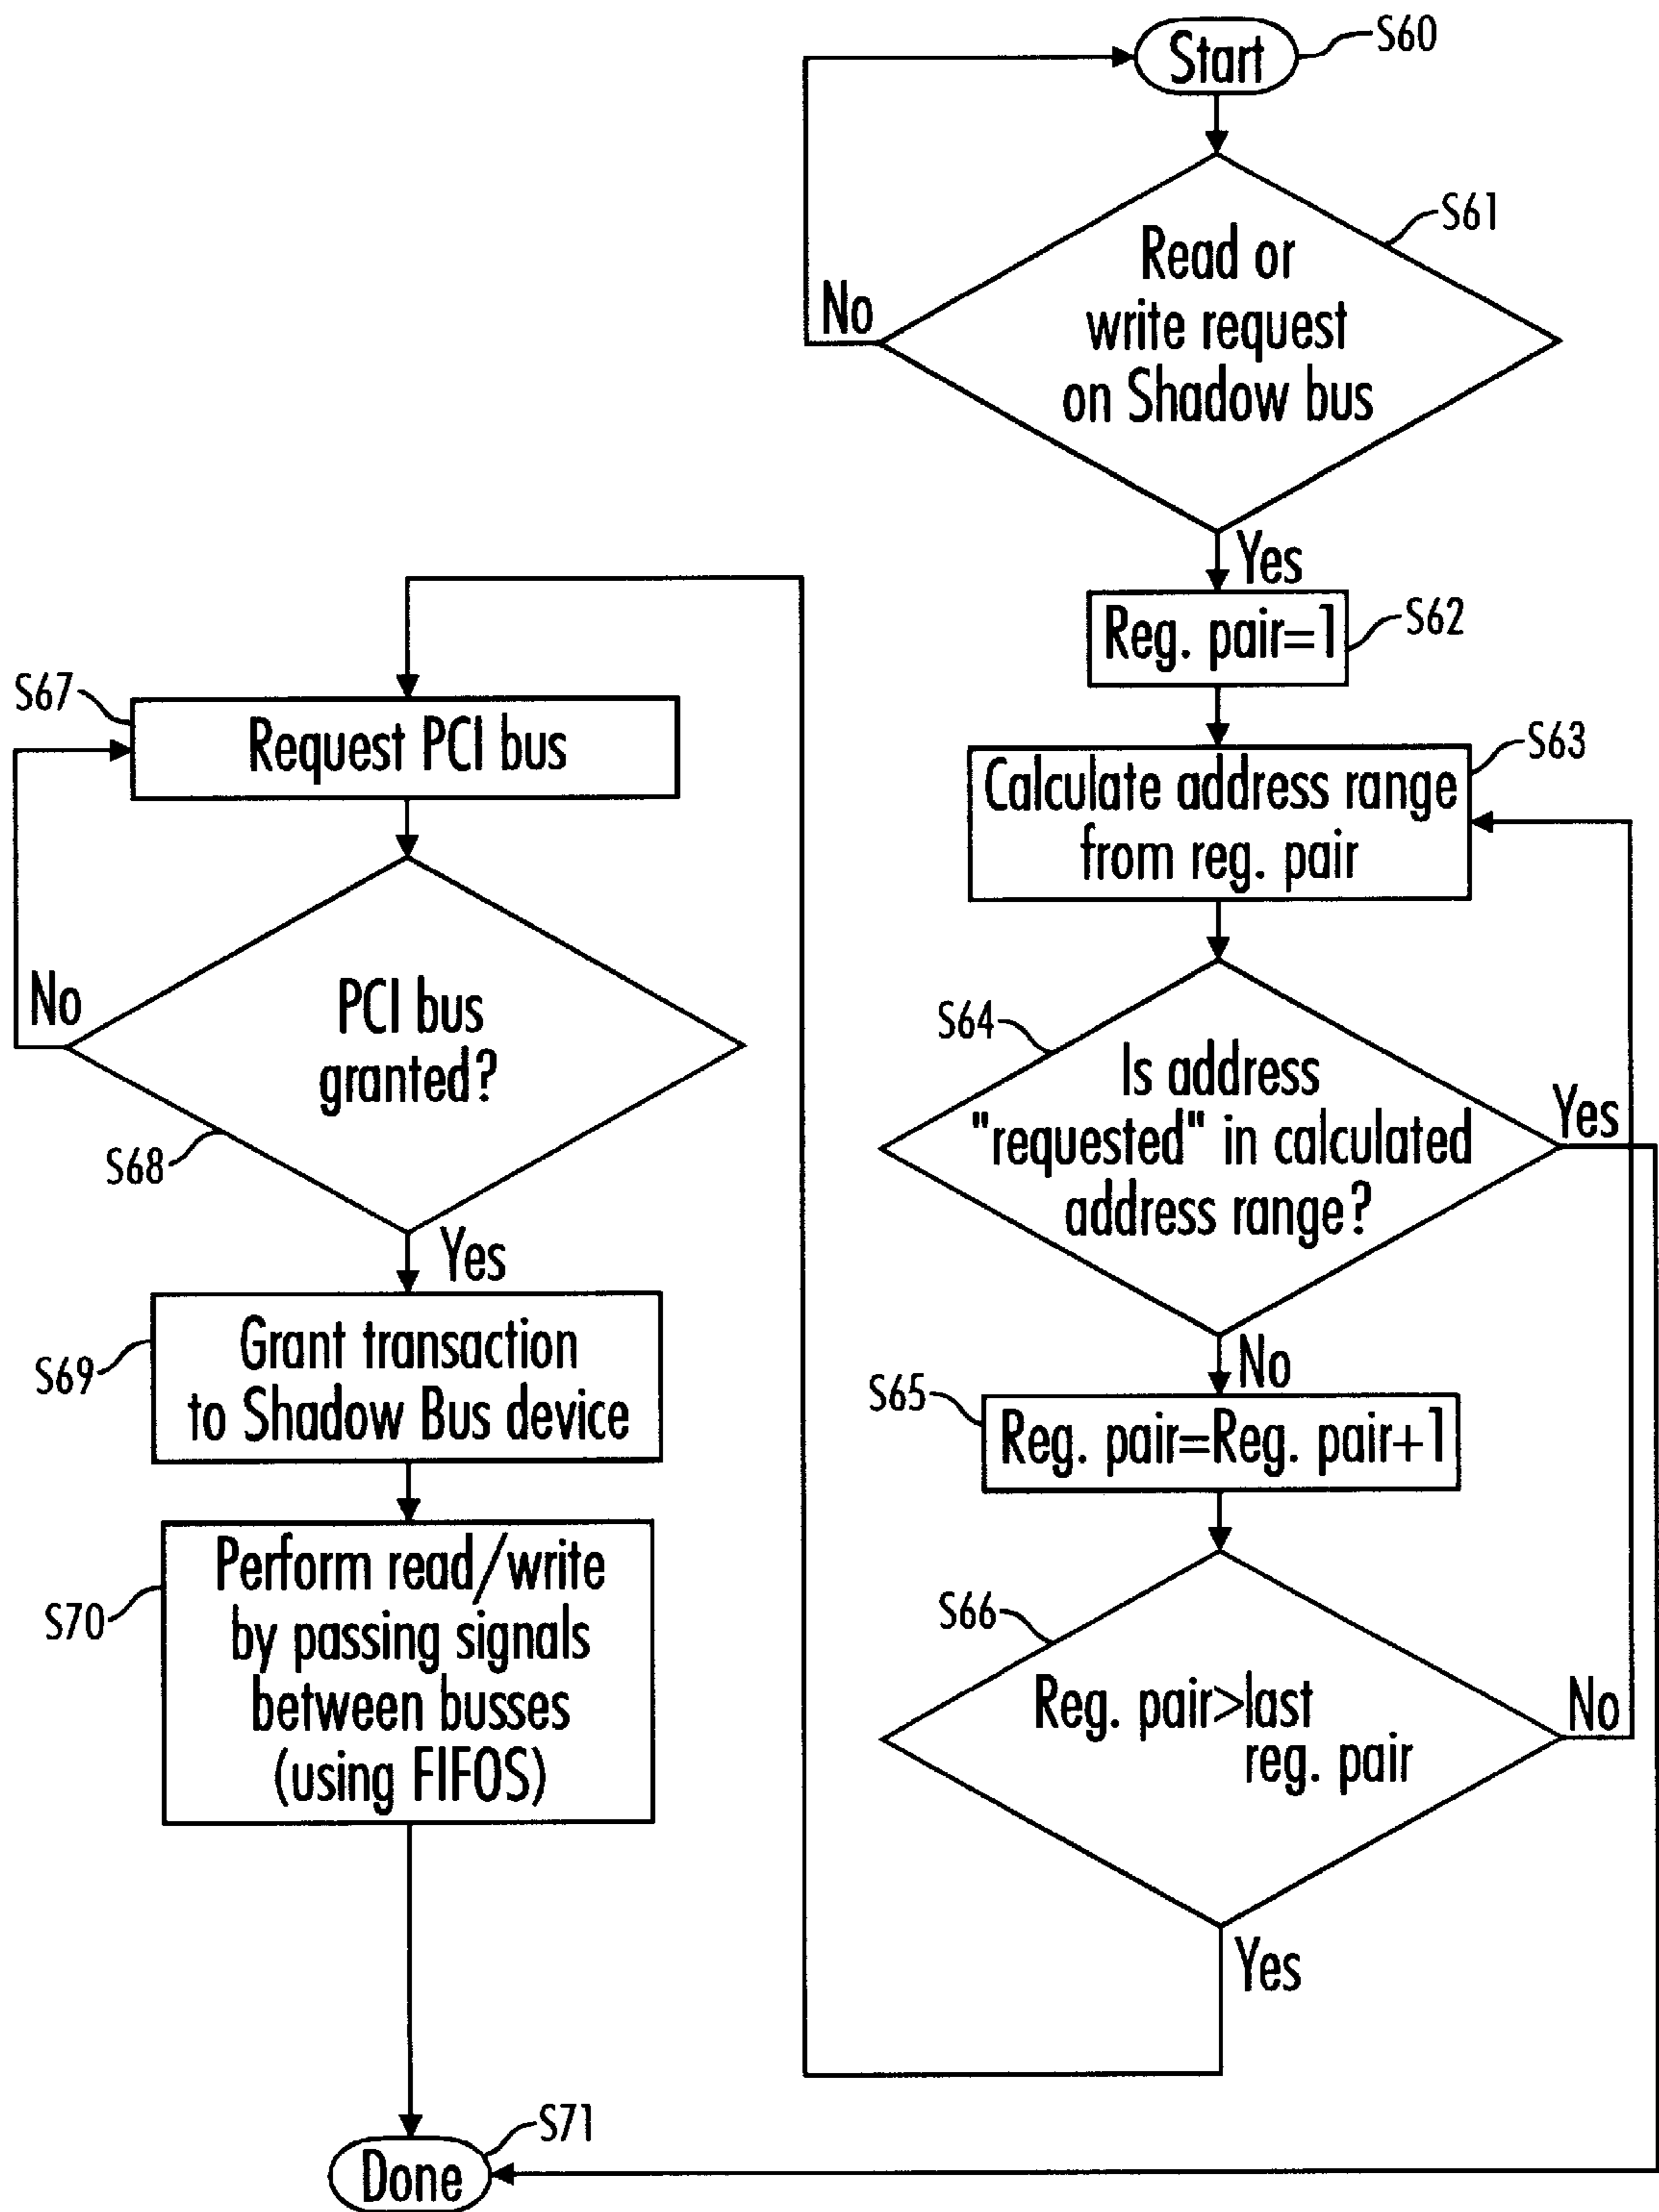 Start
S60
Read or
write request
on Shadow bus
S61
No
Yes
Reg. pair=1
S62
Calculate address range
from reg. pair
S63
S64
Is address
"requested" in calculated
address range?
Yes
No
S65
Reg. pair=Reg. pair+1
S66
Reg. pair>last
reg. pair
No
Yes
S67
Request PCI bus
No
PCI bus
granted?
S68
Yes
S69
Grant transaction
to Shadow Bus device
S70
Perform read/write
by passing signals
between busses
(using FIFOS)
S71
Done